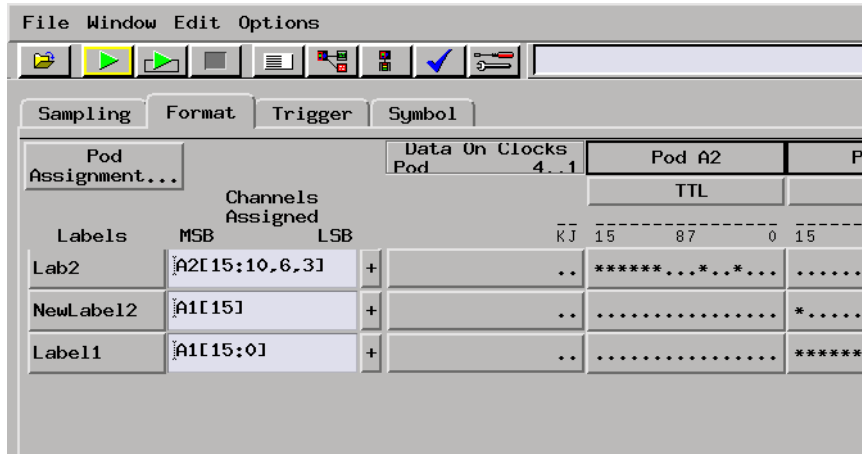 File Window Edit Options
Sampling Format Trigger Symbol
Pod Assignment...
Data On Clocks
Pod 4..1
Pod A2
P
TTL
Channels
Assigned
Labels MSB LSB
KJ 15 87 0 15
Lab2 A2[15:10,6,3] + .. ******...*..*... ......
NewLabel2 A1[15] + .. ................ *.....
Label1 A1[15:0] + .. ................ ******